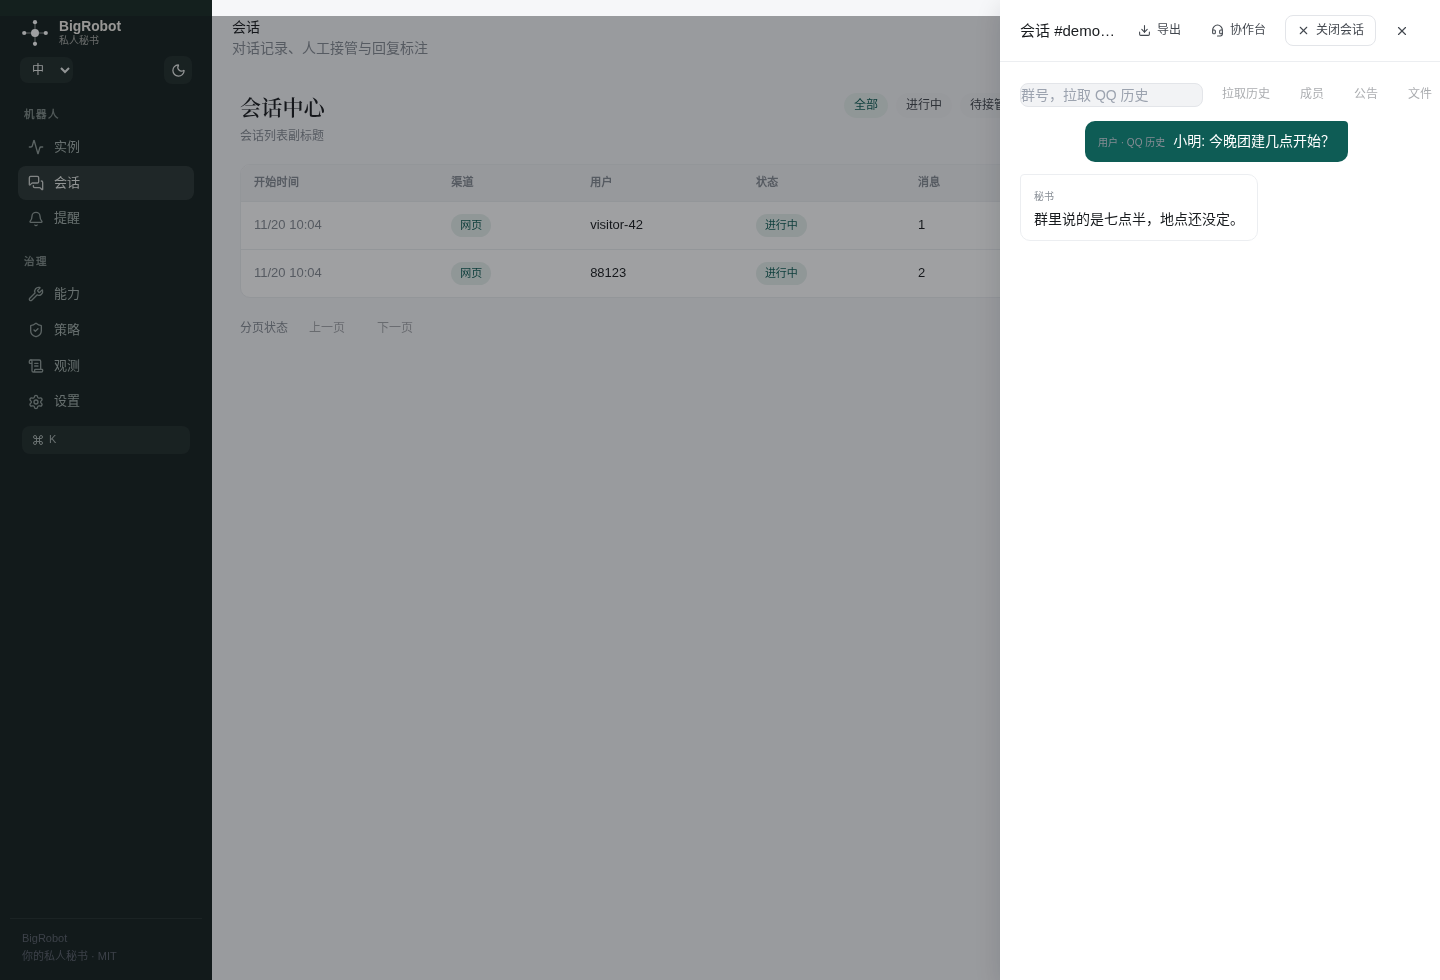 BigRobot
私人秘书
中
机器人
实例
会话
提醒
治理
能力
策略
观测
设置
⌘ K
BigRobot
你的私人秘书 · MIT
会话
对话记录、人工接管与回复标注
会话中心
会话列表副标题
全部 进行中 待接管
开始时间 渠道 用户 状态 消息
11/20 10:04 网页 visitor-42 进行中 1
11/20 10:04 网页 88123 进行中 2
分页状态 上一页 下一页
会话 #demo… 导出 协作台 关闭会话
群号，拉取 QQ 历史 拉取历史 成员 公告 文件
用户 · QQ 历史 小明: 今晚团建几点开始?
秘书
群里说的是七点半，地点还没定。